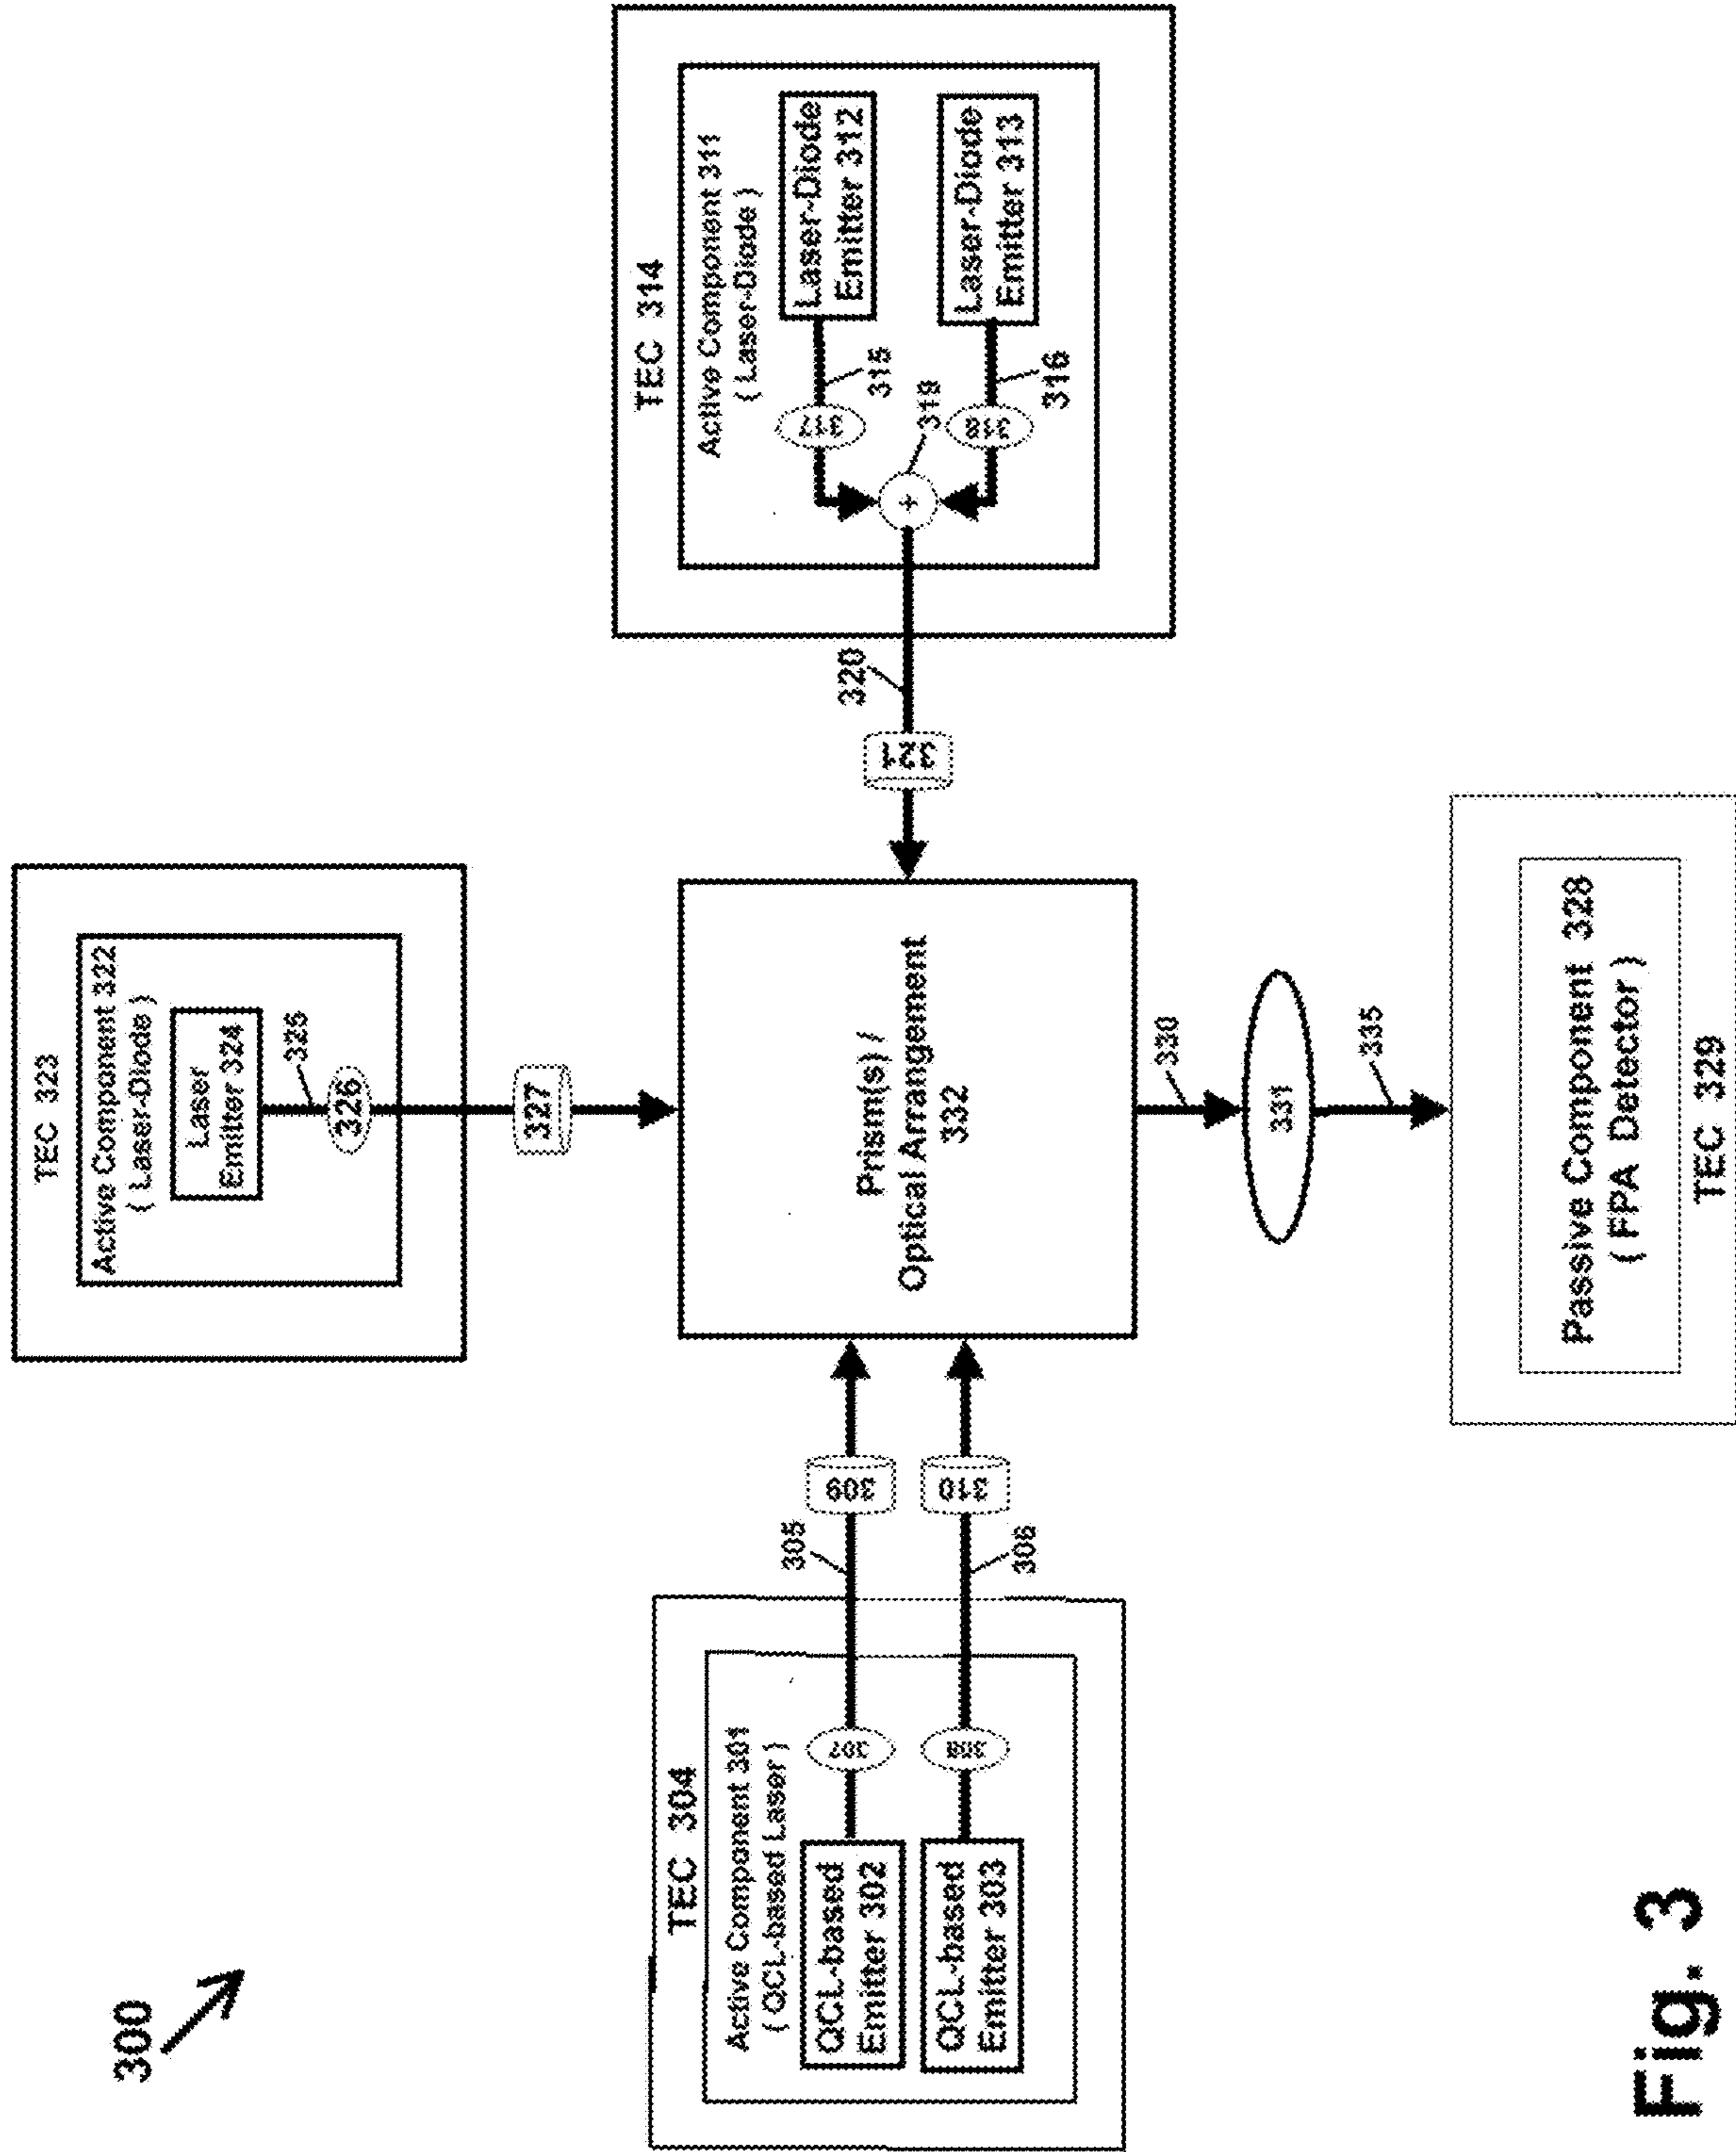 300
TEC 323
Active Component 322
( Laser-Diode )
Laser
Emitter 324
325
326
327
TEC 304
Active Component 301
( QCL-based Laser )
QCL-based
Emitter 302
QCL-based
Emitter 303
307
308
305
306
309
310
Prism(s) /
Optical Arrangement
332
TEC 314
Active Component 311
( Laser-Diode )
Laser-Diode
Emitter 312
Laser-Diode
Emitter 313
315
316
317
318
319
+
320
321
330
331
335
Passive Component 328
( FPA Detector )
TEC 329
Fig. 3